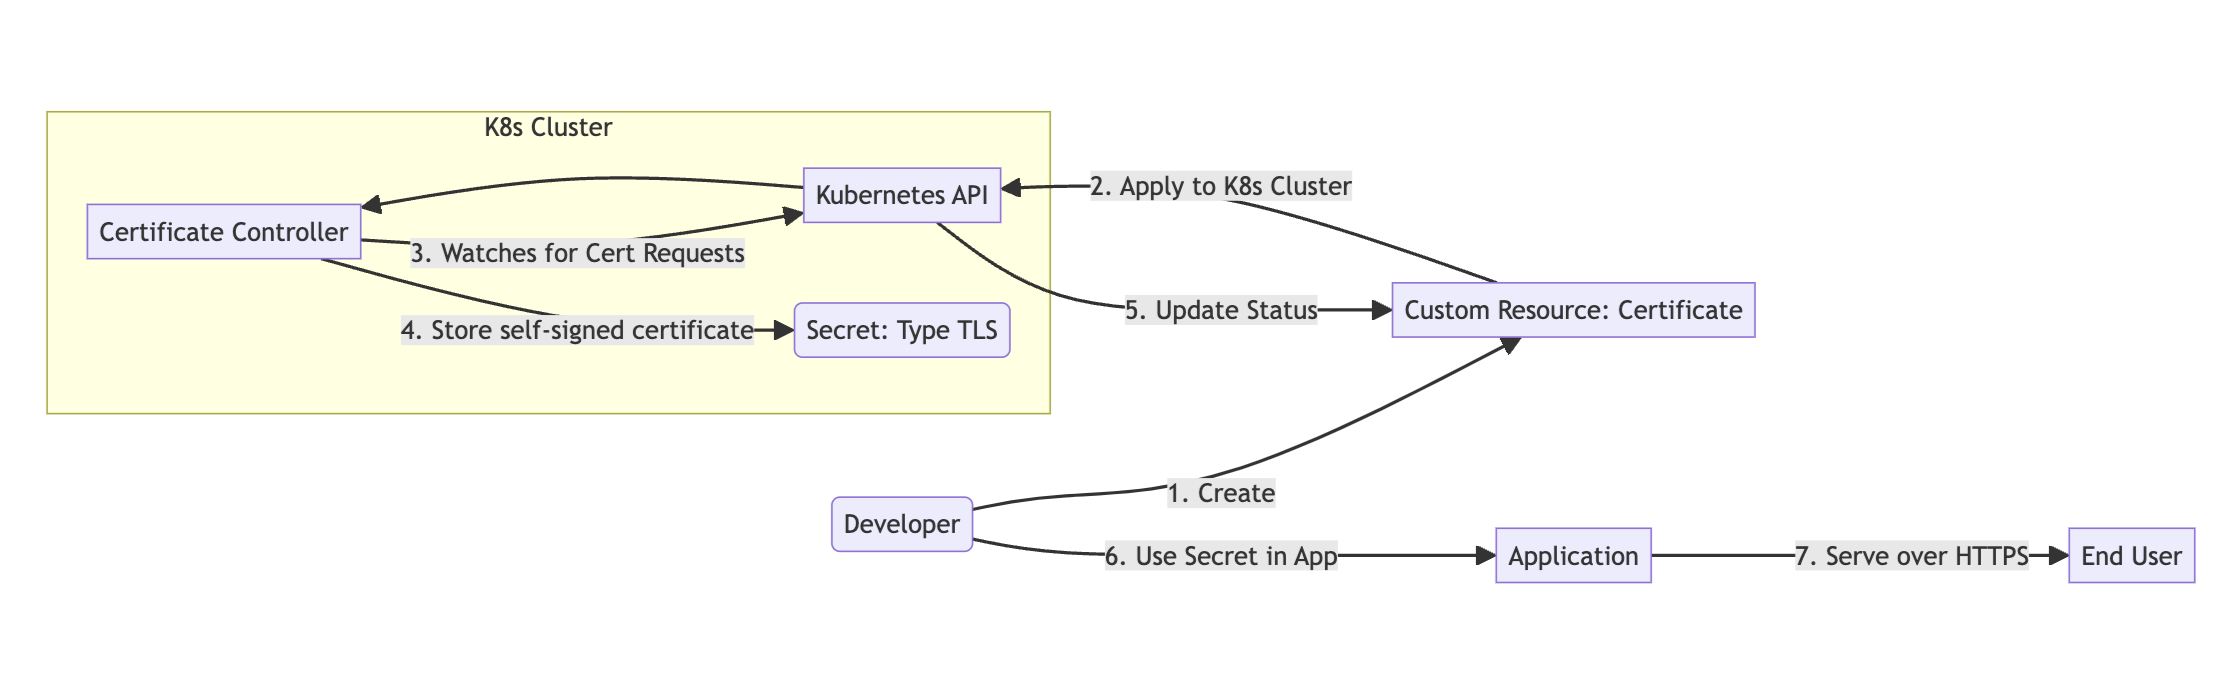 K8s Cluster
Kubernetes API
2. Apply to K8s Cluster
Certificate Controller
3. Watches for Cert Requests
4. Store self-signed certificate
Secret: Type TLS
5. Update Status
Custom Resource: Certificate
1. Create
Developer
6. Use Secret in App
Application
7. Serve over HTTPS
End User